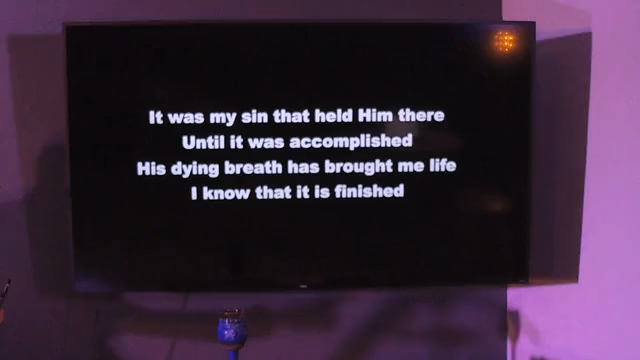 It was my sin that held Him there
Until it was accomplished
His dying breath has brought me life
I know that it is finished